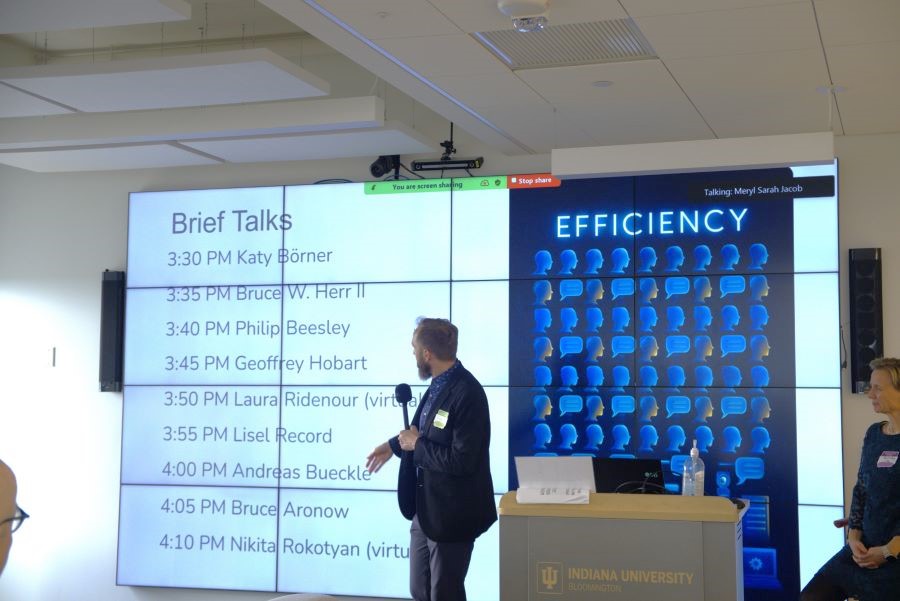 You are screen sharing
Stop share
Talking: Meryl Sarah Jacob
Brief Talks
3:30 PM Katy Börner
3:35 PM Bruce W. Herr II
3:40 PM Philip Beesley
3:45 PM Geoffrey Hobart
3:50 PM Laura Ridenour (virtual
3:55 PM Lisel Record
4:00 PM Andreas Bueckle
4:05 PM Bruce Aronow
4:10 PM Nikita Rokotyan (virtu
EFFICIENCY
INDIANA UNIVERSITY
BLOOMINGTON